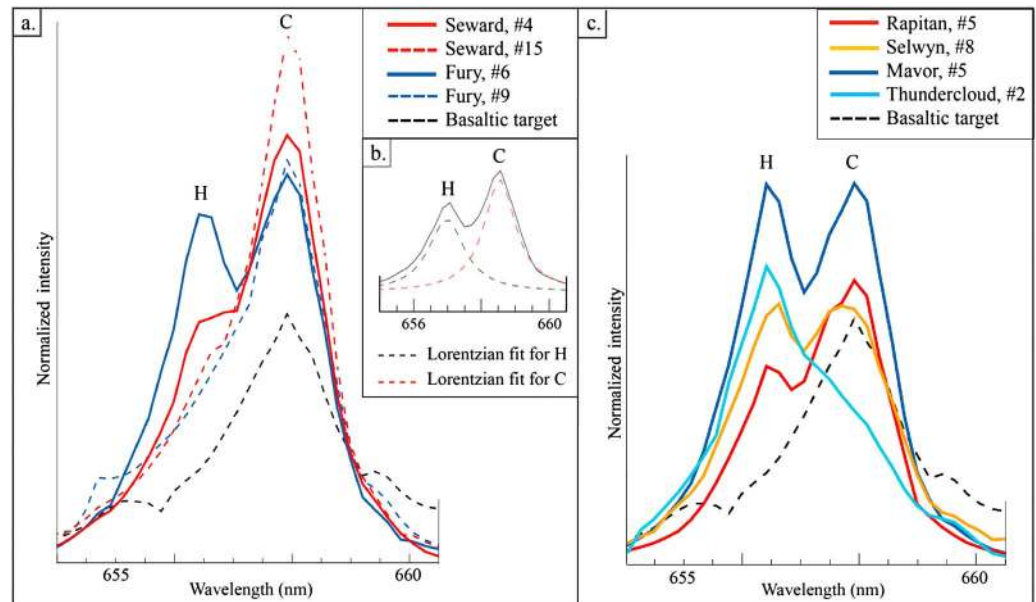 a.
C
H
Seward, #4
Seward, #15
Fury, #6
Fury, #9
Basaltic target
Normalized intensity
655
660
Wavelength (nm)
b.
C
H
656
660
Lorentzian fit for H
Lorentzian fit for C
c.
Rapitan, #5
Selwyn, #8
Mavor, #5
Thundercloud, #2
Basaltic target
H
C
Normalized intensity
655
660
Wavelength (nm)